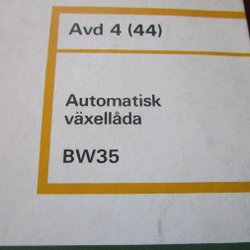 Avd 4 (44)
Automatisk
växellåda
BW35